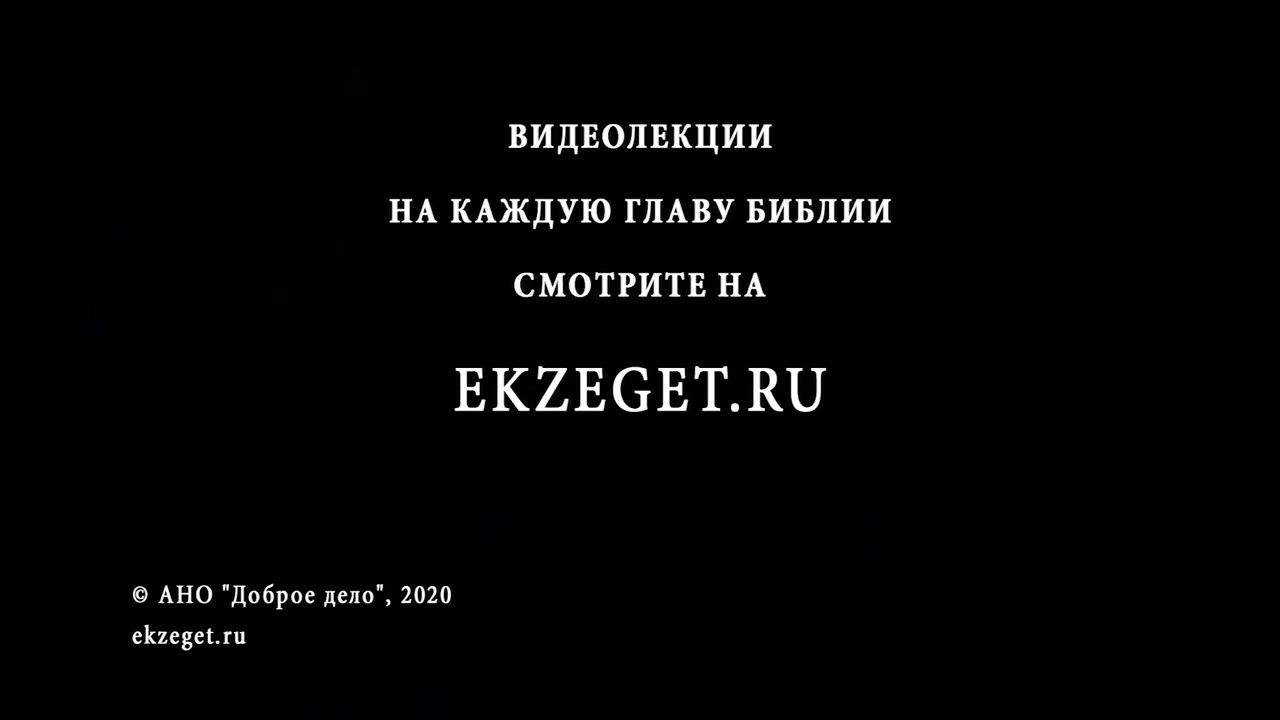 ВИДЕОЛЕКЦИИ
НА КАЖДУЮ ГЛАВУ БИБЛИИ
СМОТРИТЕ НА
EKZEGET.RU
© АНО "Доброе дело", 2020
ekzeget.ru